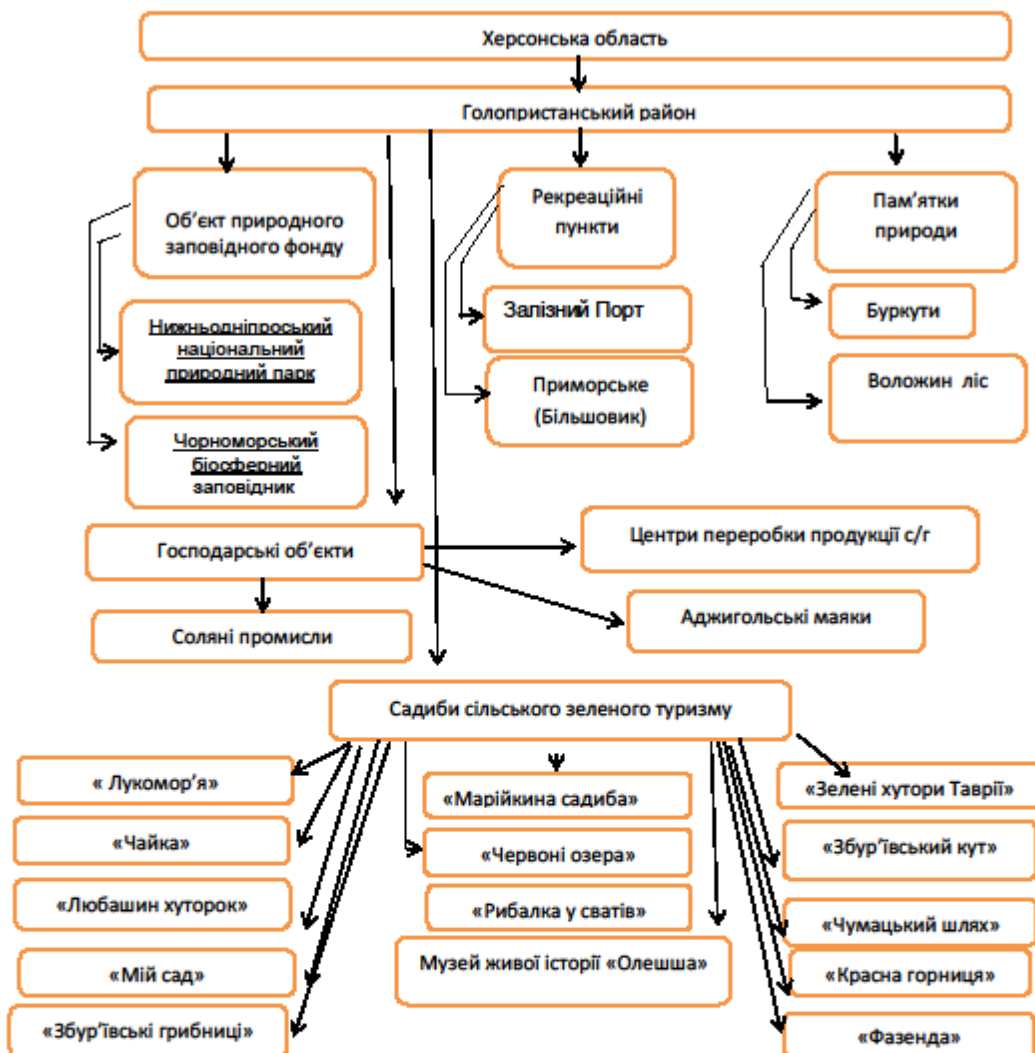 Херсонська область
Голопристанський район
Об’єкт природного
заповідного фонду
Рекреаційні
пункти
Пам’ятки
природи
Нижньодніпроський
національний
природний парк
Залізний Порт
Буркути
Приморське
(Більшовик)
Воложин ліс
Чорноморський
біосферний
заповідник
Господарські об’єкти
Центри переробки продукції с/г
Соляні промисли
Аджигольські маяки
Садиби сільського зеленого туризму
« Лукомор’я»
«Чайка»
«Любашин хуторок»
«Мій сад»
«Збур’ївські грибниці»
«Марійкина садиба»
«Червоні озера»
«Рибалка у сватів»
Музей живої історії «Олешша»
«Зелені хутори Таврії»
«Збур’ївський кут»
«Чумацький шлях»
«Красна горниця»
«Фазенда»